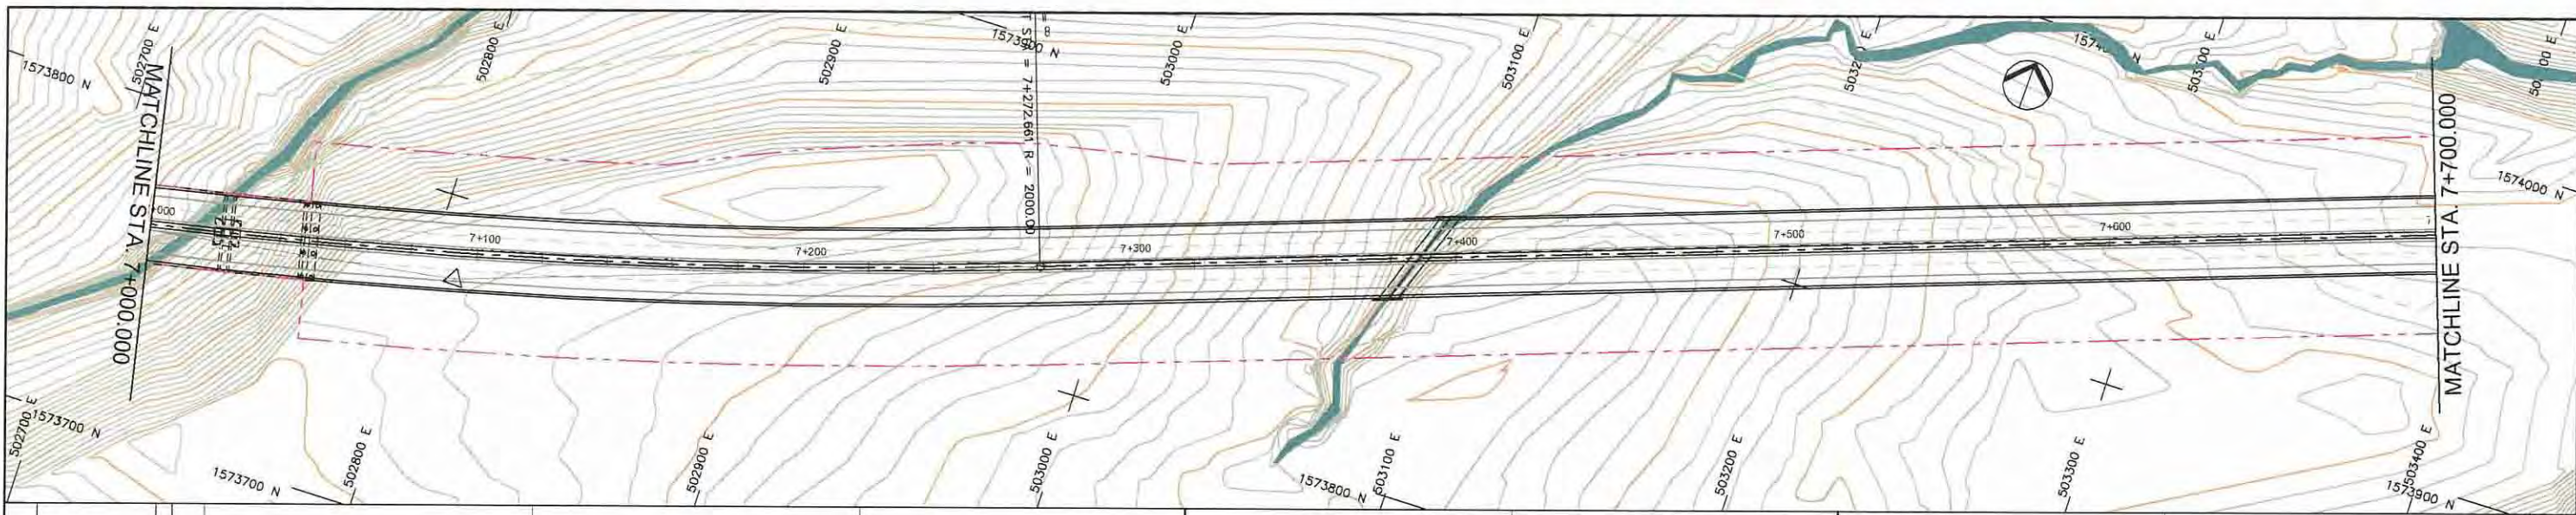 1573800 N
502700 E
MATCHLINE STA. 7+000.000
502800 E
502900 E
1573900 N
= 7+272.661 R = 2000.00
503000 E
503100 E
MATCHLINE STA. 7+700.000
1574000 N
+000
7+100
7+200
7+300
7+400
7+500
7+600
502700 E
1573700 N
1573700 N
502800 E
502900 E
503000 E
1573800 N
503100 E
503200 E
503300 E
503400 E
1573900 N